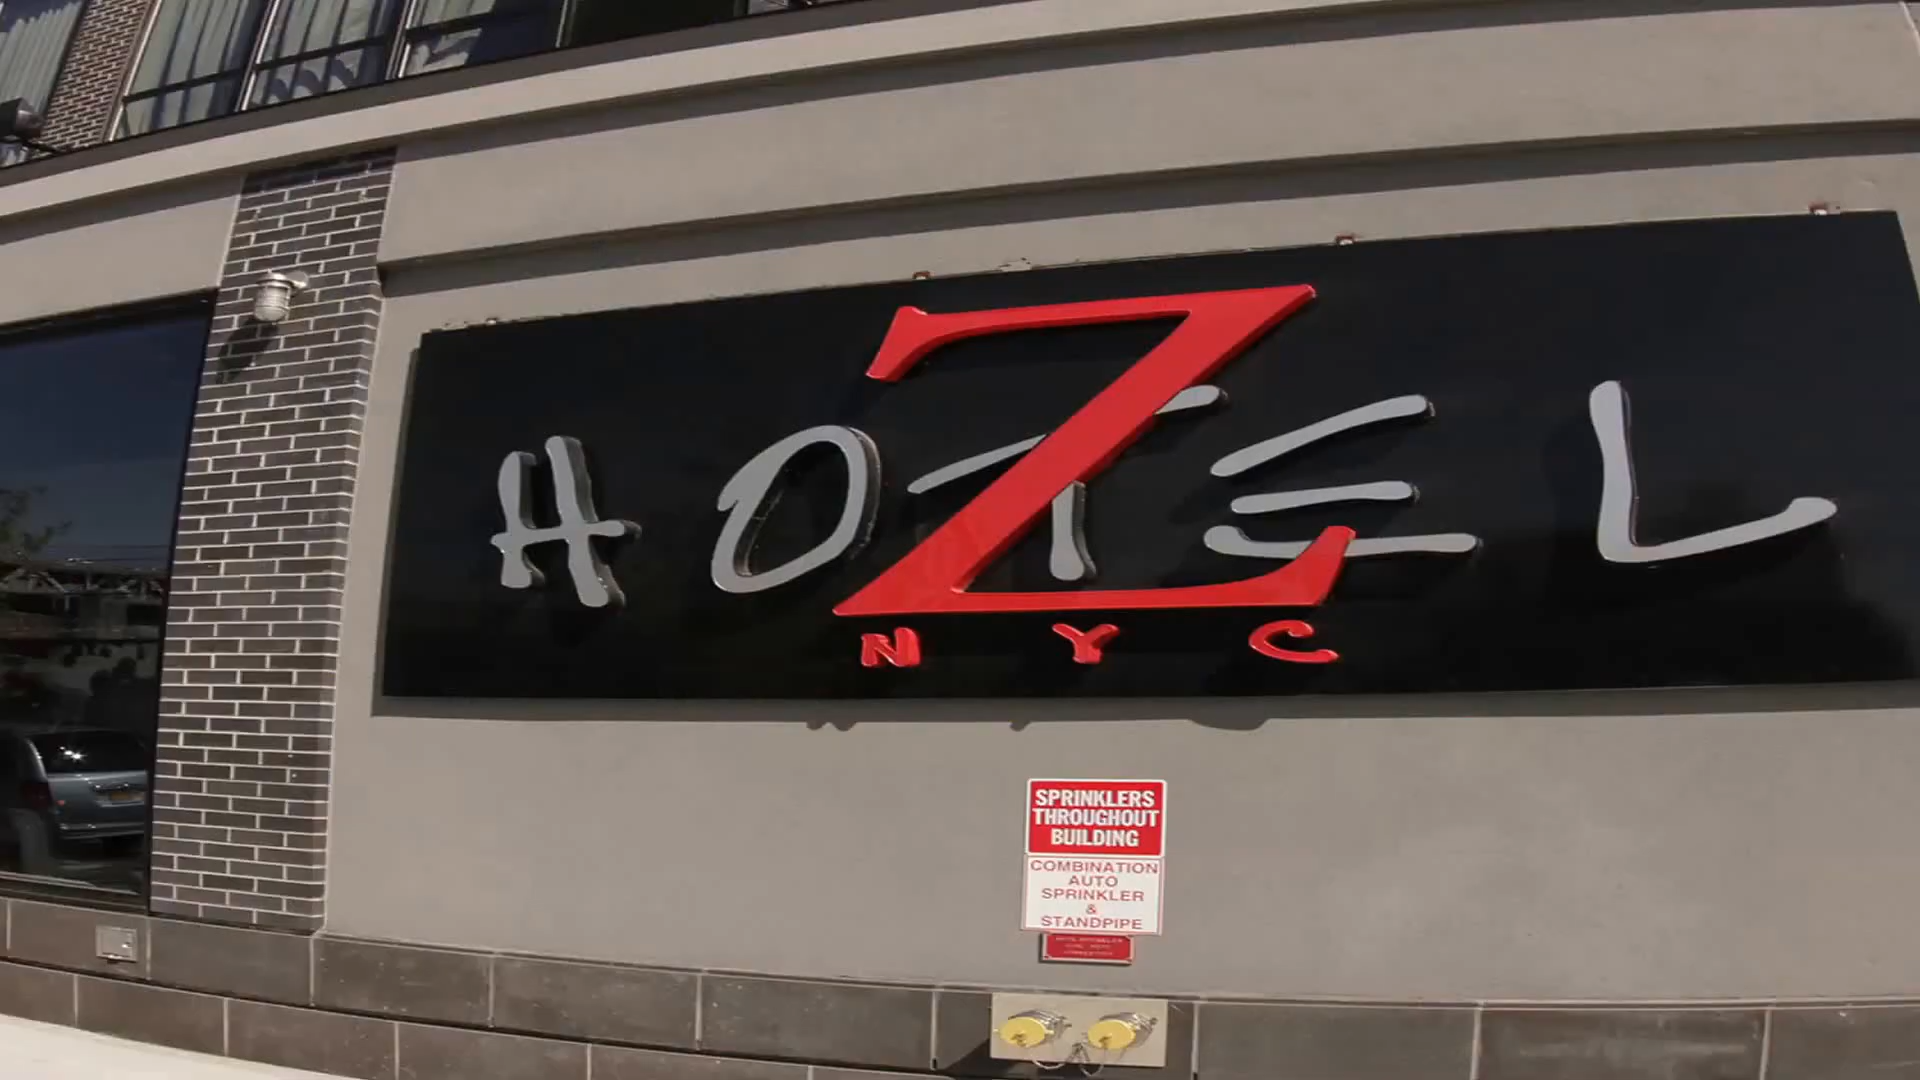 HOTEL
Z
NYC
SPRINKLERS
THROUGHOUT
BUILDING
COMBINATION
AUTO
SPRINKLER
&
STANDPIPE